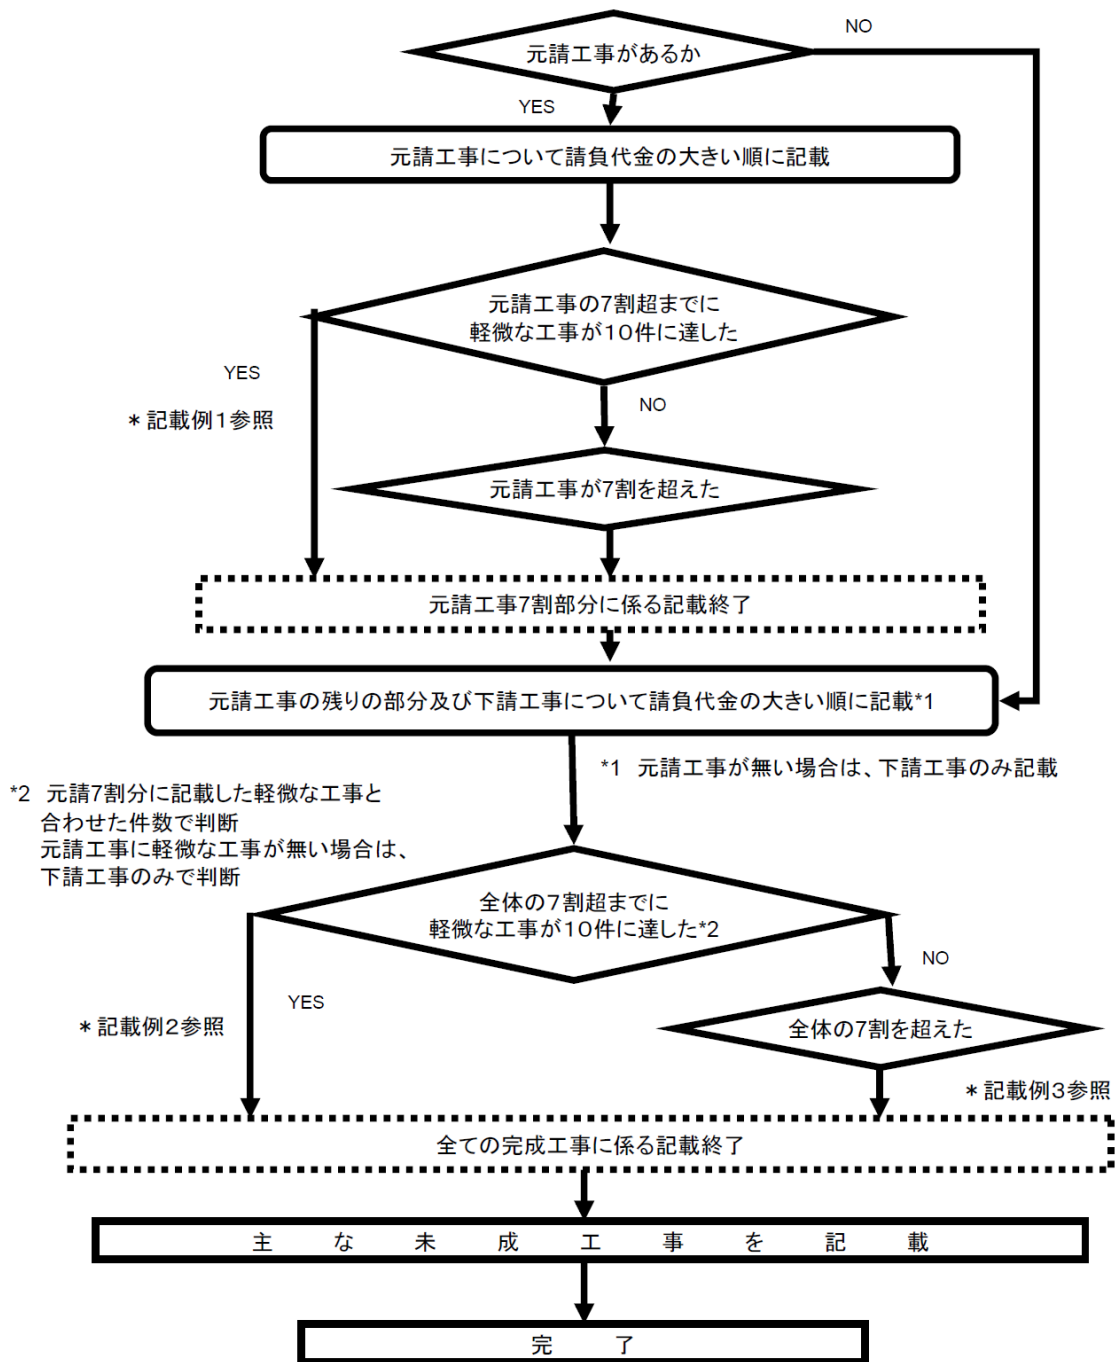 元請工事があるか
NO
YES
元請工事について請負代金の大きい順に記載
元請工事の7割超までに
軽微な工事が10件に達した
YES
NO
＊記載例1参照
元請工事が7割を超えた
元請工事7割部分に係る記載終了
元請工事の残りの部分及び下請工事について請負代金の大きい順に記載*1
*1 元請工事が無い場合は、下請工事のみ記載
*2 元請7割分に記載した軽微な工事と
合わせた件数で判断
元請工事に軽微な工事が無い場合は、
下請工事のみで判断
全体の7割超までに
軽微な工事が10件に達した*2
NO
YES
＊記載例2参照
全体の7割を超えた
＊記載例3参照
全ての完成工事に係る記載終了
主な未成工事を記載
完了